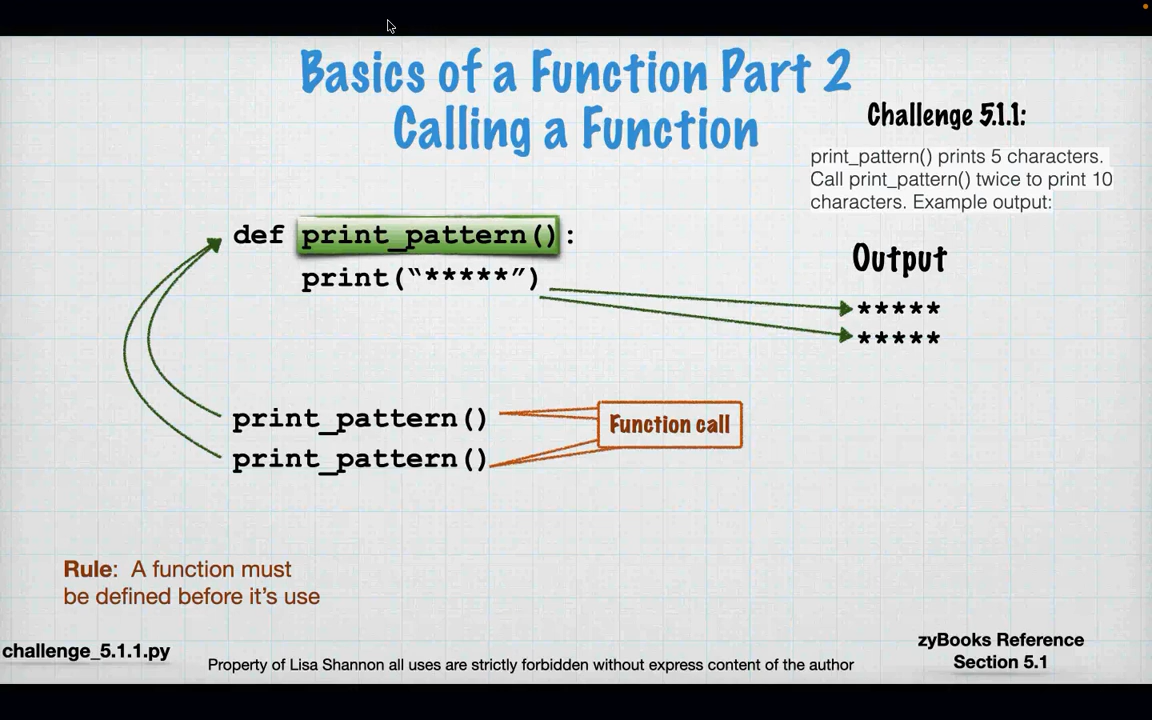 Basics of a Function Part 2
Calling a Function
Challenge 5.1.1:
print_pattern() prints 5 characters.
Call print_pattern() twice to print 10
characters. Example output:
def print_pattern():
print(“*****”)
Output
*****
*****
print_pattern()
print_pattern()
Function call
Rule: A function must
be defined before it’s use
challenge_5.1.1.py
Property of Lisa Shannon all uses are strictly forbidden without express content of the author
zyBooks Reference
Section 5.1